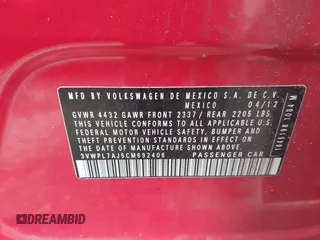 MFD BY VOLKSWAGEN DE MEXICO S.A. DE C.V.
MEXICO 04/12
GVWR 4432 GAWR FRONT 2337/ REAR 2205 LBS.
THIS VEHICLE CONFORMS TO ALL APPLICABLE U.S.
FEDERAL MOTOR VEHICLE SAFETY, BUMPER AND
THEFT PREVENTION STANDARDS IN EFFECT ON
THE DATE OF MANUFACTURE SHOWN ABOVE.
3VWPL7AJ5CM692406 PASSENGER CAR
DREAMBID
dreambid.com